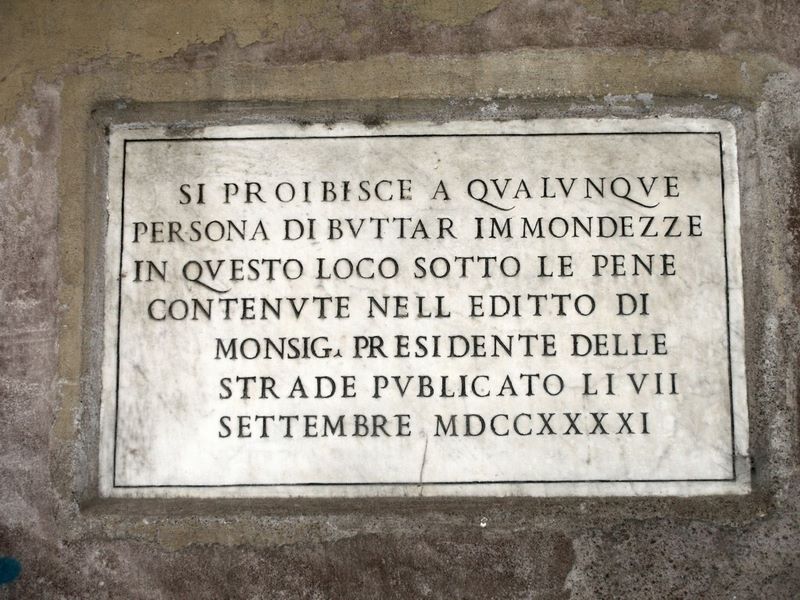 SI PROIBISCE A QVALVNQVE
PERSONA DI BVTTAR IMMONDEZZE
IN QVESTO LOCO SOTTO LE PENE
CONTENVTE NELL EDITTO DI
MONSIG. PRESIDENTE DELLE
STRADE PVBLICATO LI VII
SETTEMBRE MDCCXXXXI